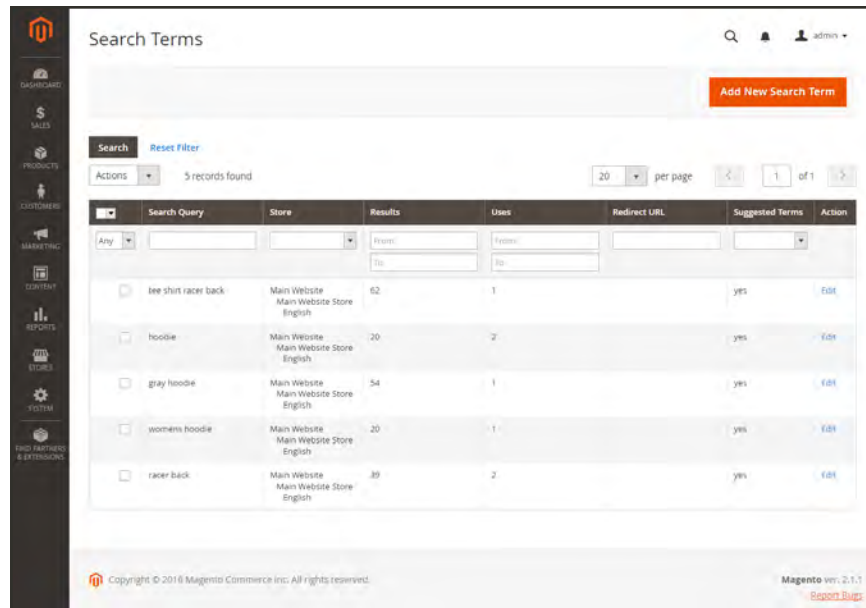 Search Terms
admin
Add New Search Term
DASHBOARD
SALES
PRODUCTS
CUSTOMERS
MARKETING
CONTENT
REPORTS
STORES
SYSTEM
FIND PARTNERS
& EXTENSIONS
Search Reset Filter
Actions 5 records found 20 per page 1 of 1
Search Query Store Results Uses Redirect URL Suggested Terms Action
Any From From
To To
tee shirt racer back Main Website 62 1 yes Edit
Main Website Store
English
hoodie Main Website 20 2 yes Edit
Main Website Store
English
gray hoodie Main Website 54 1 yes Edit
Main Website Store
English
womens hoodie Main Website 20 1 yes Edit
Main Website Store
English
racer back Main Website 39 2 yes Edit
Main Website Store
English
Copyright © 2016 Magento Commerce Inc. All rights reserved. Magento ver. 2.1.1
Report Bugs